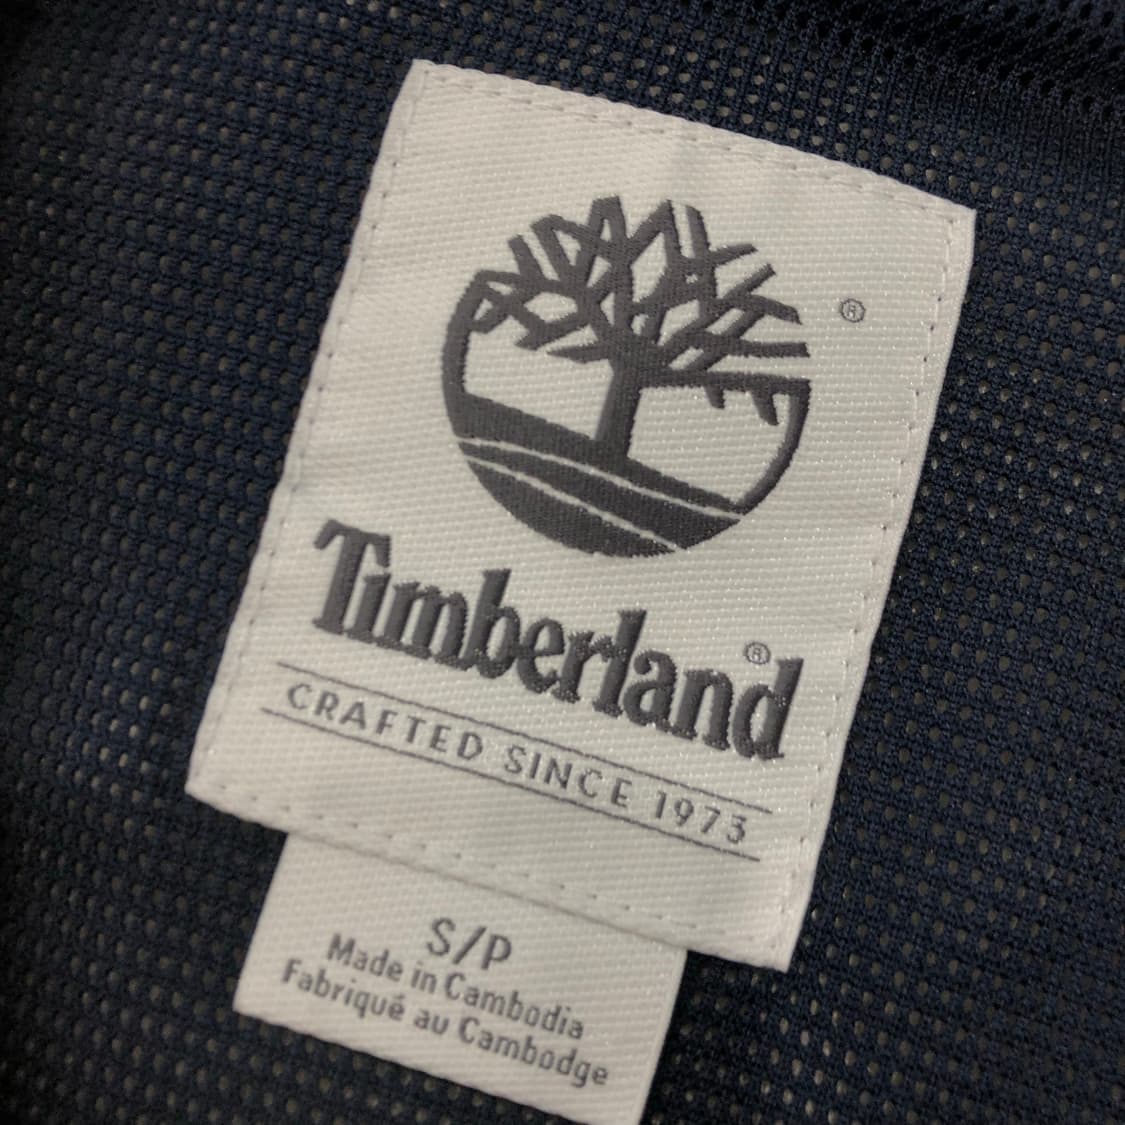 ®
Timberland®
CRAFTED SINCE 1973
S/P
Made in Cambodia
Fabriqué au Cambodge